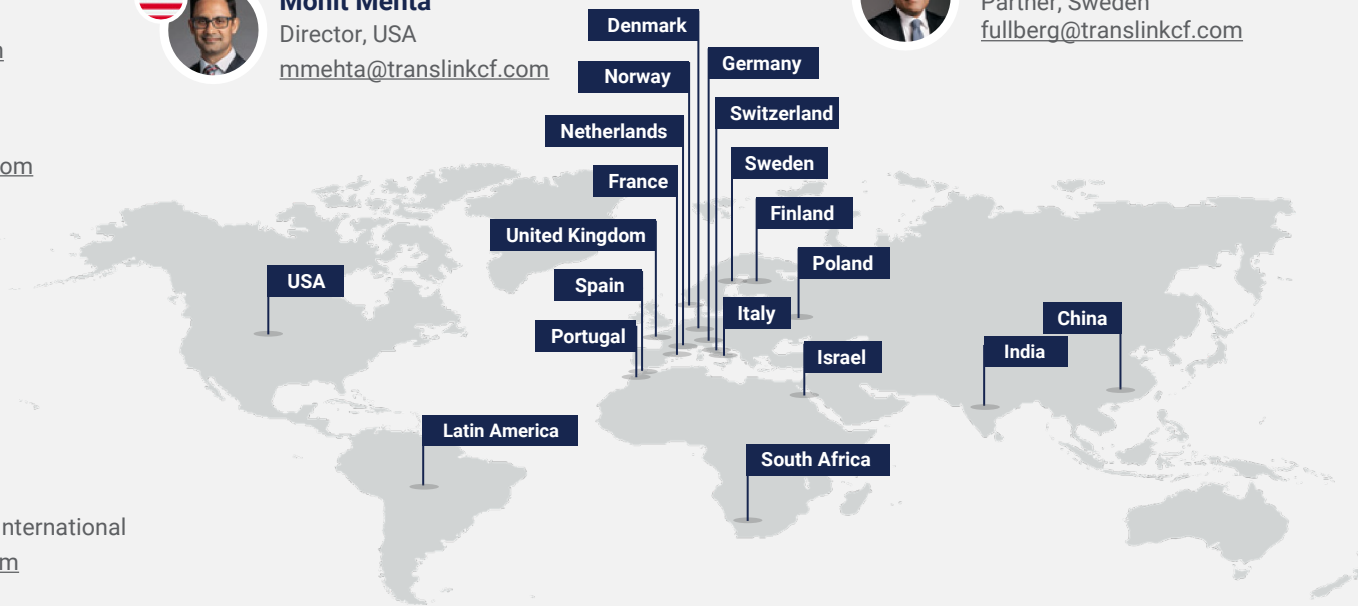 Mohit Mehta
Director, USA
mmehta@translinkcf.com
Partner, Sweden
fullberg@translinkcf.com
om
nternational
m
Denmark
Norway
Germany
Netherlands
Switzerland
France
Sweden
United Kingdom
Finland
Spain
Poland
USA
Portugal
Italy
China
Israel
India
Latin America
South Africa